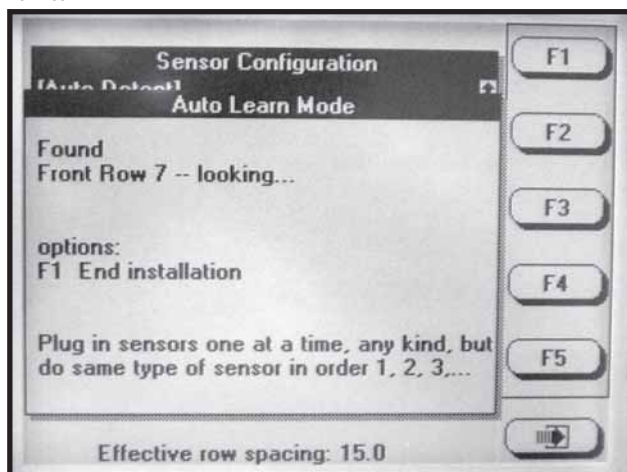 Sensor Configuration
[Auto Detect]
Auto Learn Mode
Found
Front Row 7 -- looking...
options:
F1 End installation
Plug in sensors one at a time, any kind, but
do same type of sensor in order 1, 2, 3,...
Effective row spacing: 15.0
F1
F2
F3
F4
F5